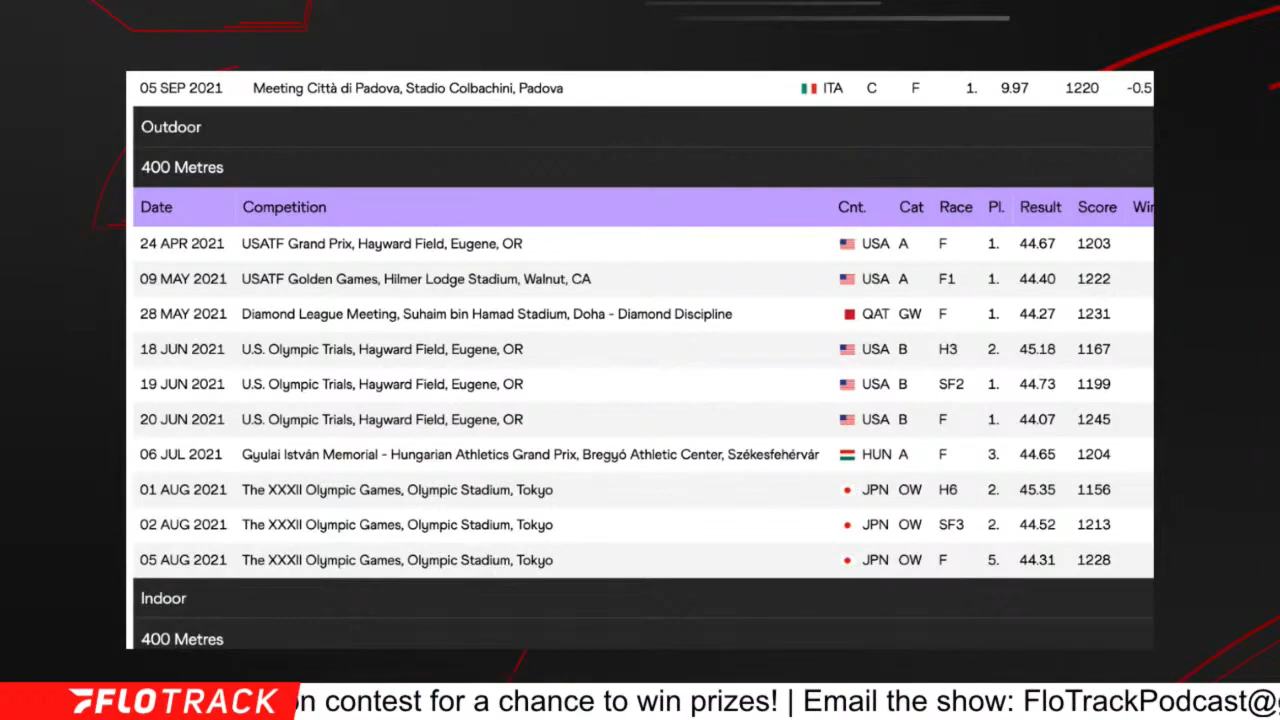 05 SEP 2021 Meeting Città di Padova, Stadio Colbachini, Padova ITA C F 1. 9.97 1220 -0.5
Outdoor
400 Metres
Date Competition Cnt. Cat Race Pl. Result Score Wir
24 APR 2021 USATF Grand Prix, Hayward Field, Eugene, OR USA A F 1. 44.67 1203
09 MAY 2021 USATF Golden Games, Hilmer Lodge Stadium, Walnut, CA USA A F1 1. 44.40 1222
28 MAY 2021 Diamond League Meeting, Suhaim bin Hamad Stadium, Doha - Diamond Discipline QAT GW F 1. 44.27 1231
18 JUN 2021 U.S. Olympic Trials, Hayward Field, Eugene, OR USA B H3 2. 45.18 1167
19 JUN 2021 U.S. Olympic Trials, Hayward Field, Eugene, OR USA B SF2 1. 44.73 1199
20 JUN 2021 U.S. Olympic Trials, Hayward Field, Eugene, OR USA B F 1. 44.07 1245
06 JUL 2021 Gyulai István Memorial - Hungarian Athletics Grand Prix, Bregyó Athletic Center, Székesfehérvár HUN A F 3. 44.65 1204
01 AUG 2021 The XXXII Olympic Games, Olympic Stadium, Tokyo JPN OW H6 2. 45.35 1156
02 AUG 2021 The XXXII Olympic Games, Olympic Stadium, Tokyo JPN OW SF3 2. 44.52 1213
05 AUG 2021 The XXXII Olympic Games, Olympic Stadium, Tokyo JPN OW F 5. 44.31 1228
Indoor
400 Metres
FLOTRACK on contest for a chance to win prizes! | Email the show: FloTrackPodcast@